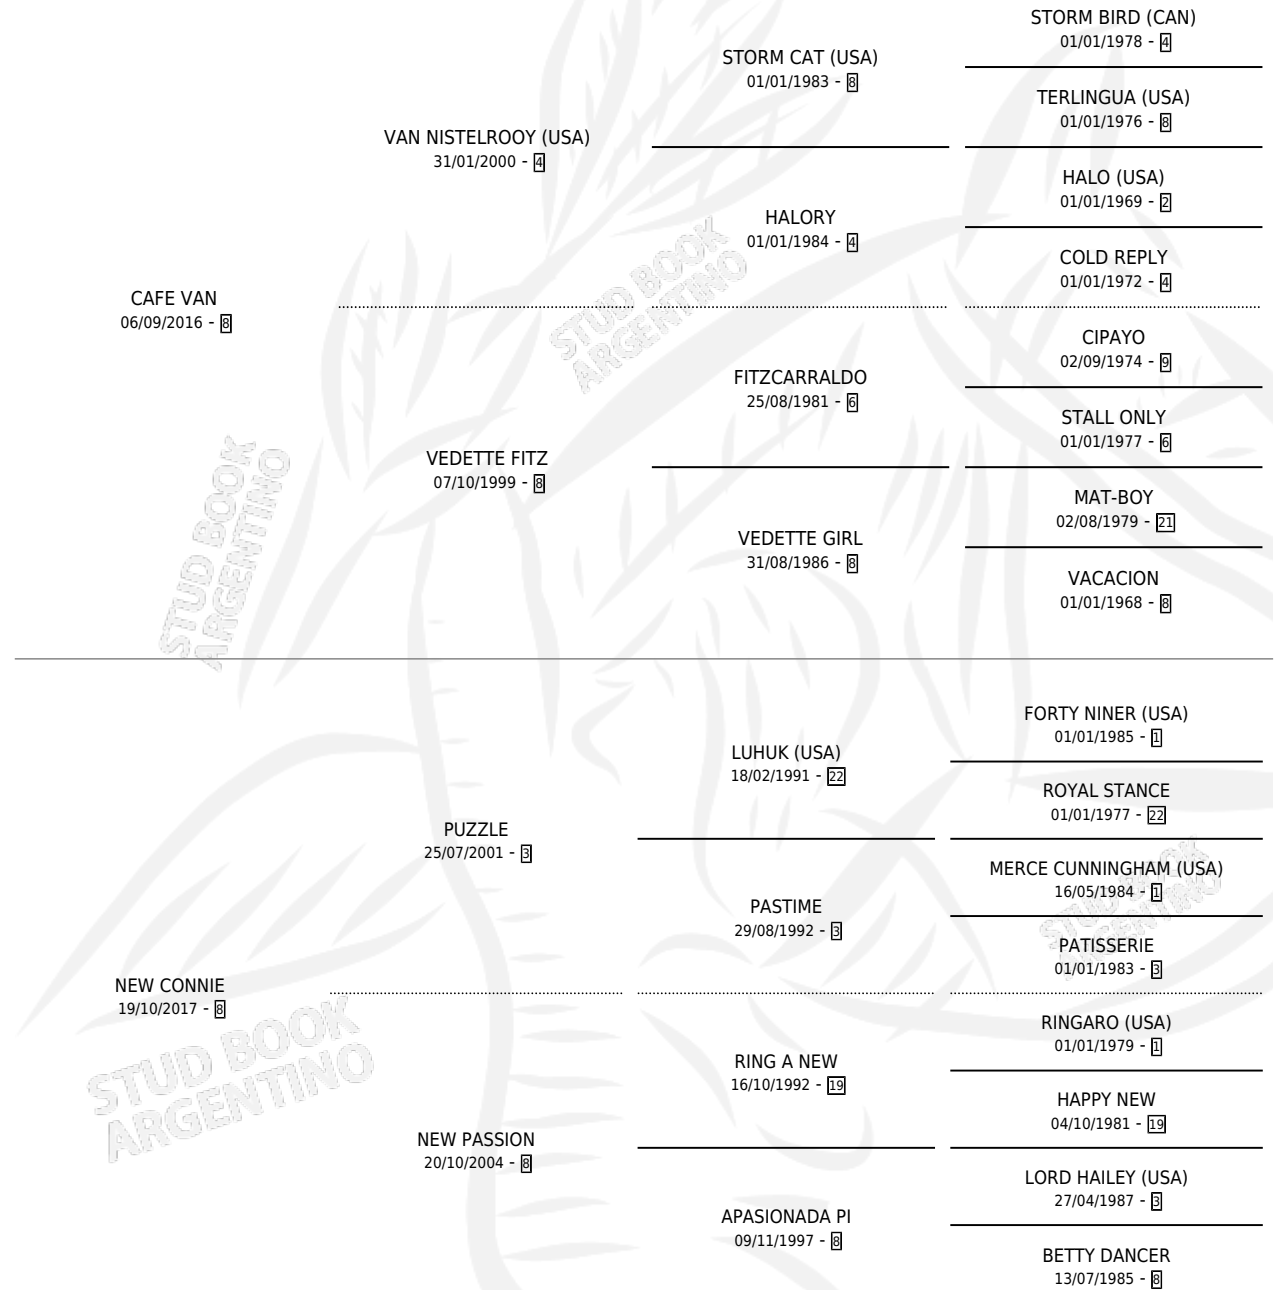 STORM BIRD (CAN)
01/01/1978 - 4
STORM CAT (USA)
01/01/1983 - 8
TERLINGUA (USA)
01/01/1976 - 8
VAN NISTELROOY (USA)
31/01/2000 - 4
HALO (USA)
01/01/1969 - 2
HALORY
01/01/1984 - 4
COLD REPLY
01/01/1972 - 4
CAFE VAN
06/09/2016 - 8
CIPAYO
02/09/1974 - 9
FITZCARRALDO
25/08/1981 - 6
STALL ONLY
01/01/1977 - 6
VEDETTE FITZ
07/10/1999 - 8
MAT-BOY
02/08/1979 - 21
VEDETTE GIRL
31/08/1986 - 8
VACACION
01/01/1968 - 8
FORTY NINER (USA)
01/01/1985 - 1
LUHUK (USA)
18/02/1991 - 22
ROYAL STANCE
01/01/1977 - 22
PUZZLE
25/07/2001 - 3
MERCE CUNNINGHAM (USA)
16/05/1984 - 1
PASTIME
29/08/1992 - 3
PATISSERIE
01/01/1983 - 3
NEW CONNIE
19/10/2017 - 8
RINGARO (USA)
01/01/1979 - 1
RING A NEW
16/10/1992 - 19
HAPPY NEW
04/10/1981 - 19
NEW PASSION
20/10/2004 - 8
LORD HAILEY (USA)
27/04/1987 - 3
APASIONADA PI
09/11/1997 - 8
BETTY DANCER
13/07/1985 - 8
STUD BOOK
ARGENTINO
STUD BOOK
ARGENTINO
STUD BOOK
ARGENTINO
STUD BOOK
ARGENTINO